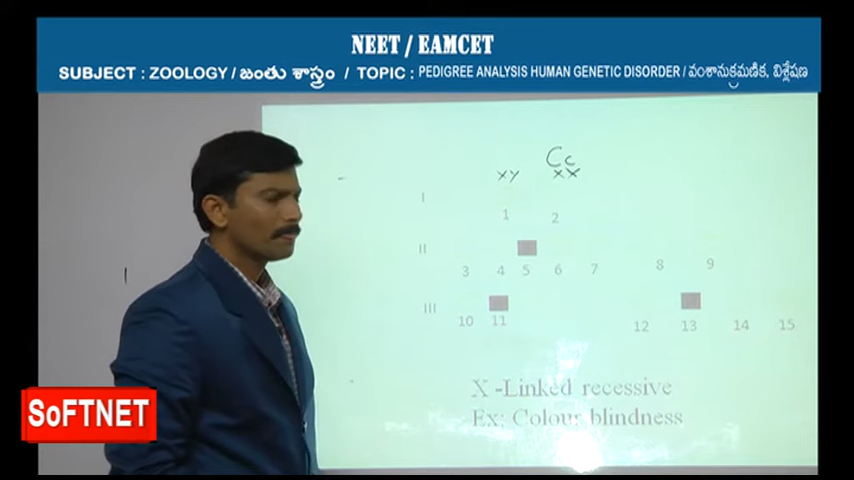 NEET / EAMCET
SUBJECT : ZOOLOGY / జంతు శాస్త్రం / TOPIC : PEDIGREE ANALYSIS HUMAN GENETIC DISORDER / వంశానుక్రమణిక, విశ్లేషణ
Cc
XY XX
I
1 2
II
3 4 5 6 7 8 9
III
10 11 12 13 14 15
X -Linked recessive
Ex: Colour blindness
SoFTNET